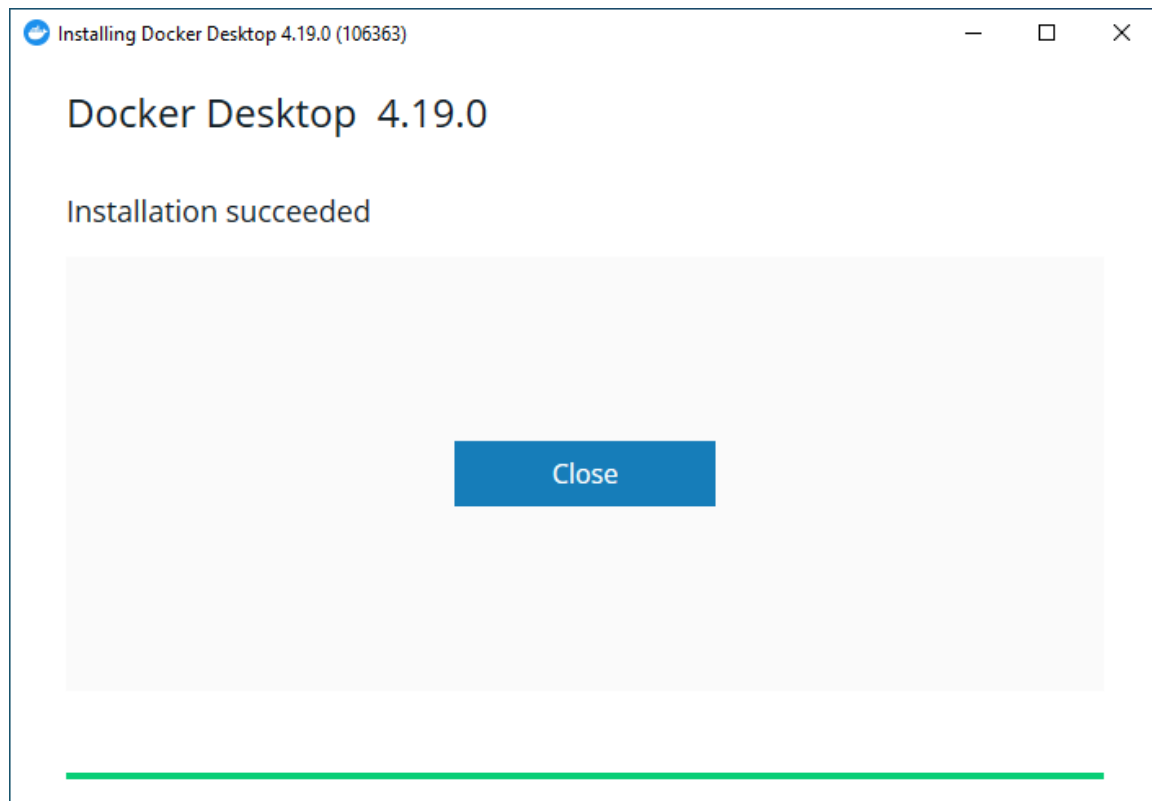 Installing Docker Desktop 4.19.0 (106363)
Docker Desktop 4.19.0
Installation succeeded
Close